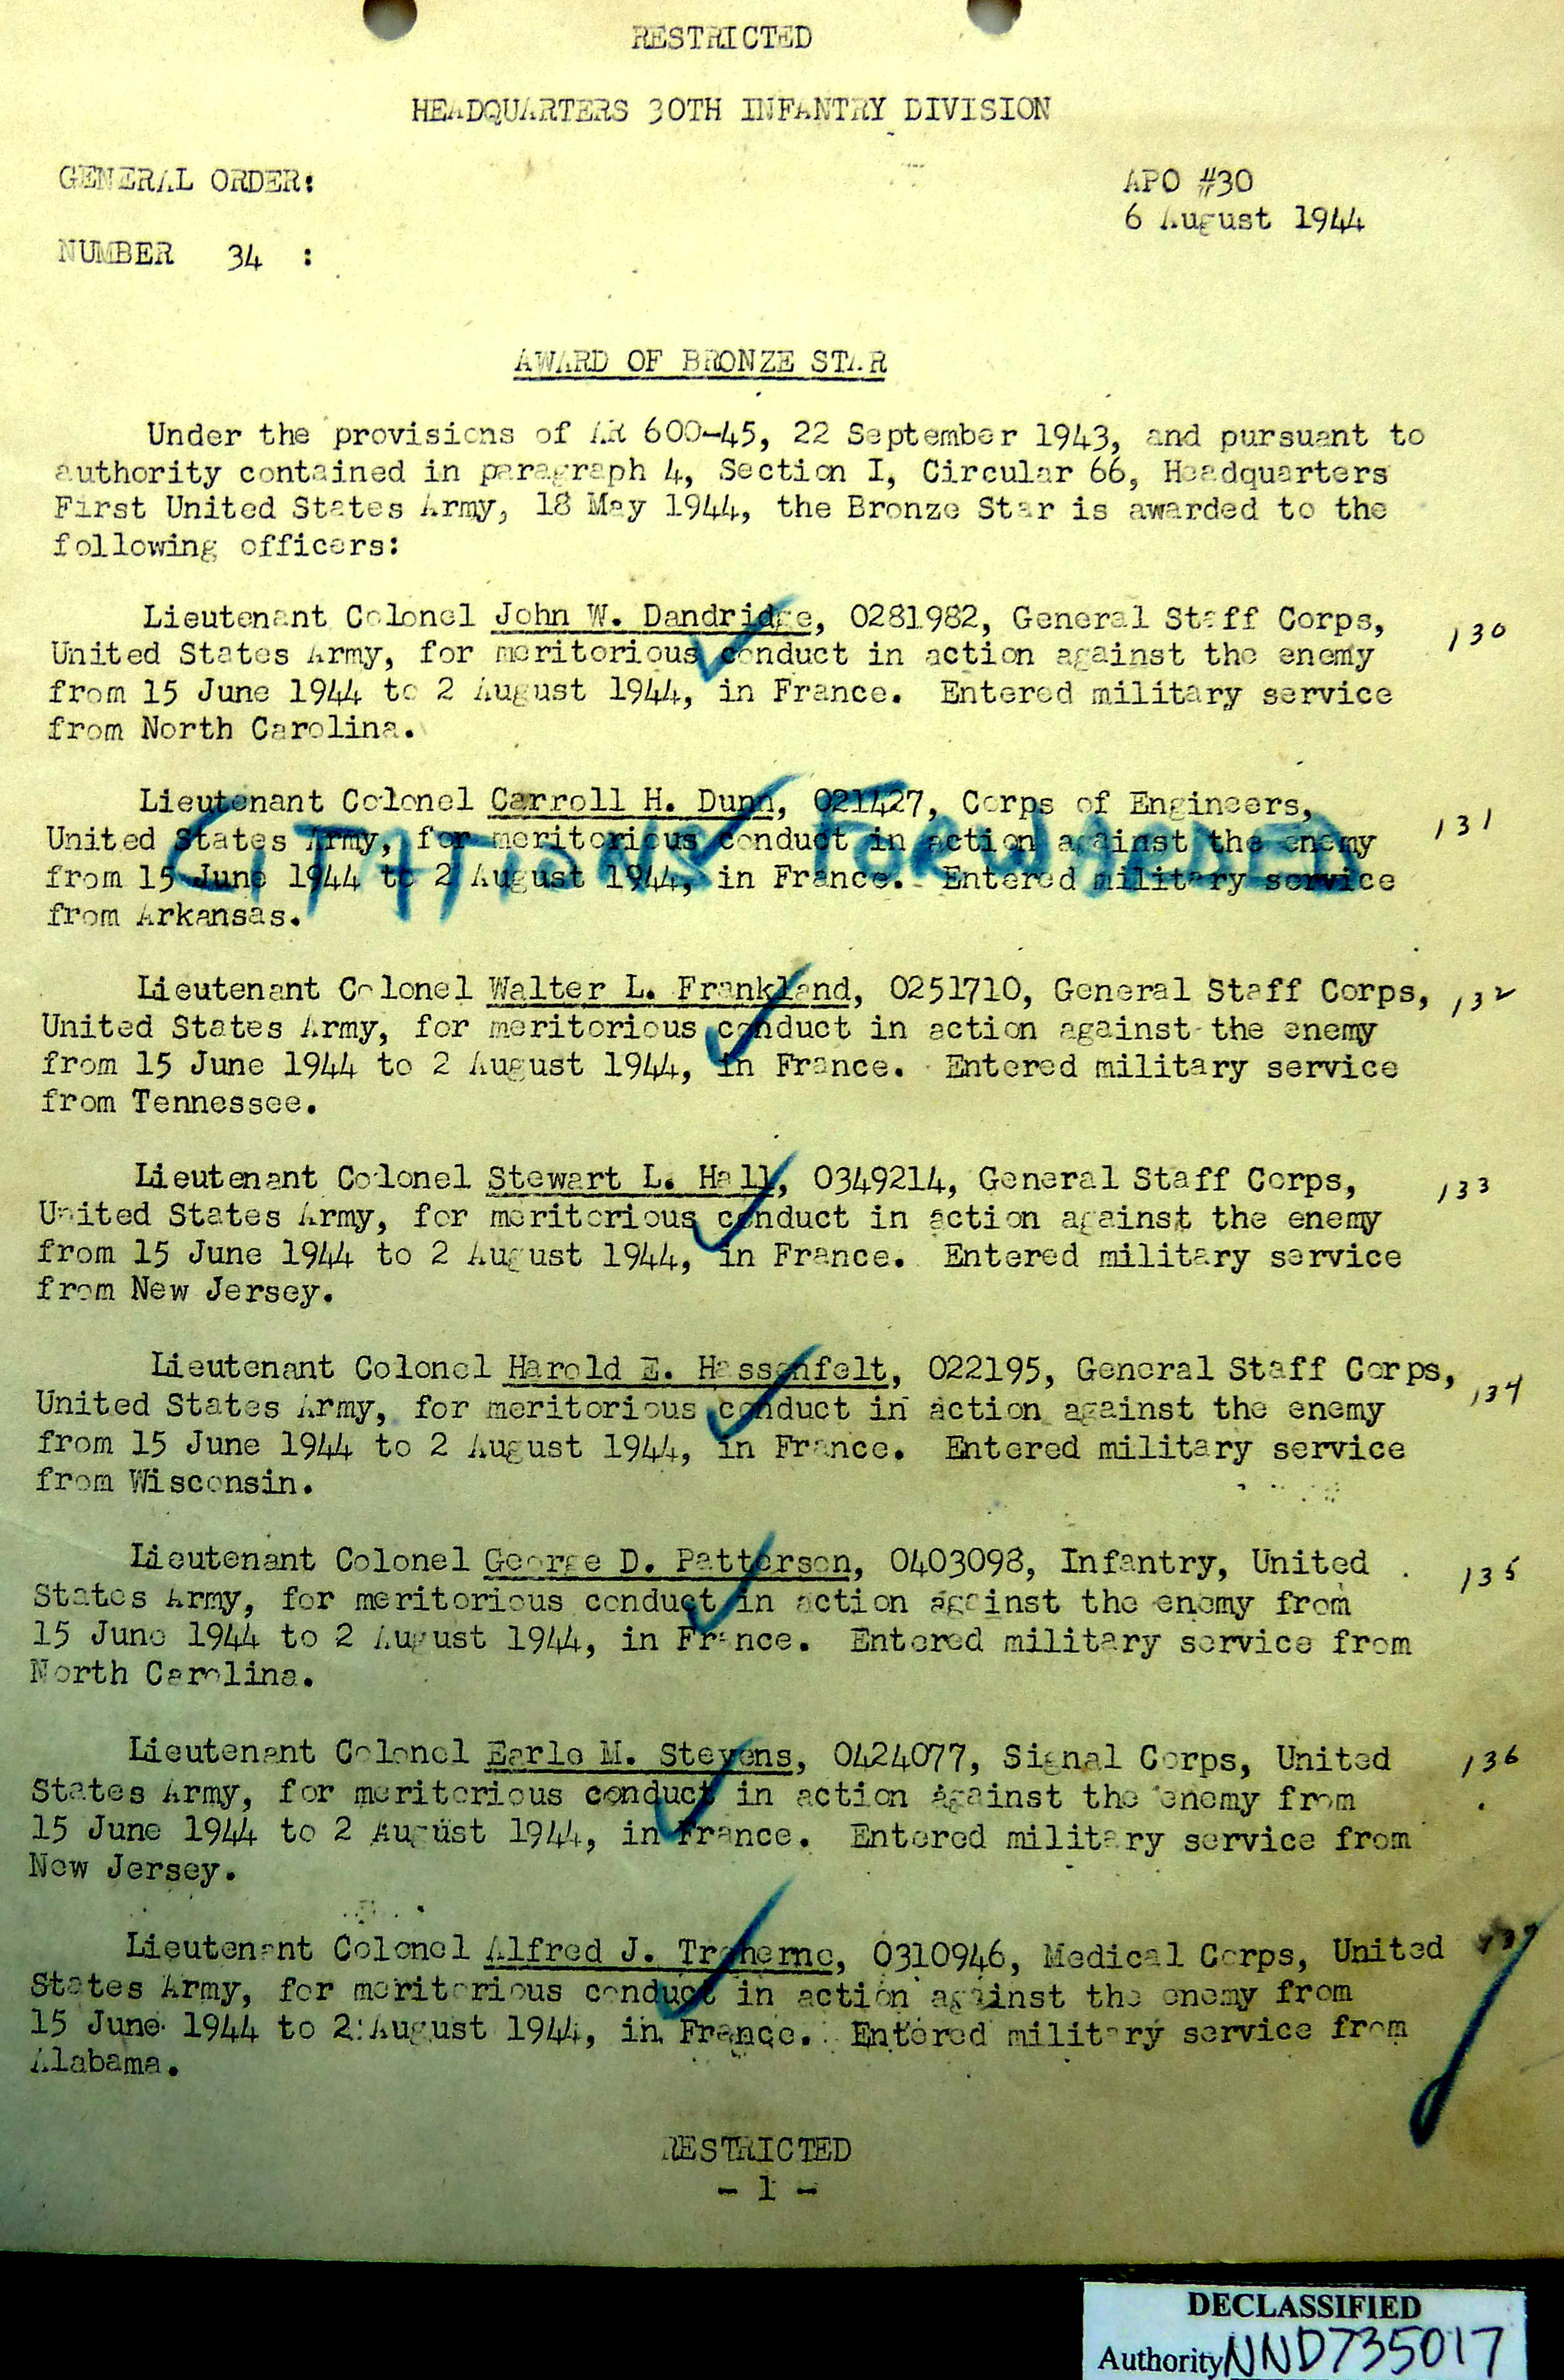 RESTRICTED
HEADQUARTERS 30TH INFANTRY DIVISION
GENERAL ORDER:
APO #30
6 August 1944
NUMBER 34 :
AWARD OF BRONZE STAR
Under the provisions of AR 600-45, 22 September 1943, and pursuant to
authority contained in paragraph 4, Section I, Circular 66, Headquarters
First United States Army, 18 May 1944, the Bronze Star is awarded to the
following officers:
Lieutenant Colonel John W. Dandridge, 0281982, General Staff Corps,
United States Army, for meritorious conduct in action against the enemy
from 15 June 1944 to 2 August 1944, in France. Entered military service
from North Carolina.
130
Lieutenant Colonel Carroll H. Dunn, 021427, Corps of Engineers,
United States Army, for meritorious conduct in action against the enemy
from 15 June 1944 to 2 August 1944, in France. Entered military service
from Arkansas.
131
CITATIONS FORWARDED
Lieutenant Colonel Walter L. Frankland, 0251710, General Staff Corps,
United States Army, for meritorious conduct in action against the enemy
from 15 June 1944 to 2 August 1944, in France. Entered military service
from Tennessee.
132
Lieutenant Colonel Stewart L. Hall, 0349214, General Staff Corps,
United States Army, for meritorious conduct in action against the enemy
from 15 June 1944 to 2 August 1944, in France. Entered military service
from New Jersey.
133
Lieutenant Colonel Harold E. Hassenfelt, 022195, General Staff Corps,
United States Army, for meritorious conduct in action against the enemy
from 15 June 1944 to 2 August 1944, in France. Entered military service
from Wisconsin.
134
Lieutenant Colonel George D. Patterson, 0403098, Infantry, United
States Army, for meritorious conduct in action against the enemy from
15 June 1944 to 2 August 1944, in France. Entered military service from
North Carolina.
135
Lieutenant Colonel Earle M. Stevens, 0424077, Signal Corps, United
States Army, for meritorious conduct in action against the enemy from
15 June 1944 to 2 August 1944, in France. Entered military service from
New Jersey.
136
Lieutenant Colonel Alfred J. Treherne, 0310946, Medical Corps, United
States Army, for meritorious conduct in action against the enemy from
15 June 1944 to 2 August 1944, in France. Entered military service from
Alabama.
RESTRICTED
- 1 -
DECLASSIFIED
Authority NND735017